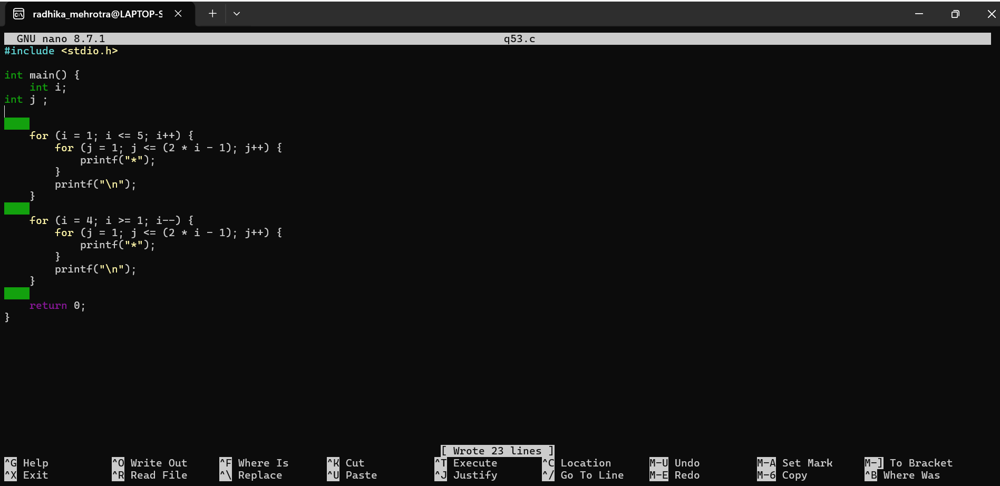 radhika_mehrotra@LAPTOP-S
GNU nano 8.7.1 q53.c
#include <stdio.h>
int main() {
    int i;
int j ;
    for (i = 1; i <= 5; i++) {
        for (j = 1; j <= (2 * i - 1); j++) {
            printf("*");
        }
        printf("\n");
    }
    for (i = 4; i >= 1; i--) {
        for (j = 1; j <= (2 * i - 1); j++) {
            printf("*");
        }
        printf("\n");
    }
    return 0;
}
[ Wrote 23 lines ]
^G Help ^O Write Out ^F Where Is ^K Cut ^T Execute ^C Location M-U Undo M-A Set Mark M-] To Bracket
^X Exit ^R Read File ^\ Replace ^U Paste ^J Justify ^/ Go To Line M-E Redo M-6 Copy ^B Where Was